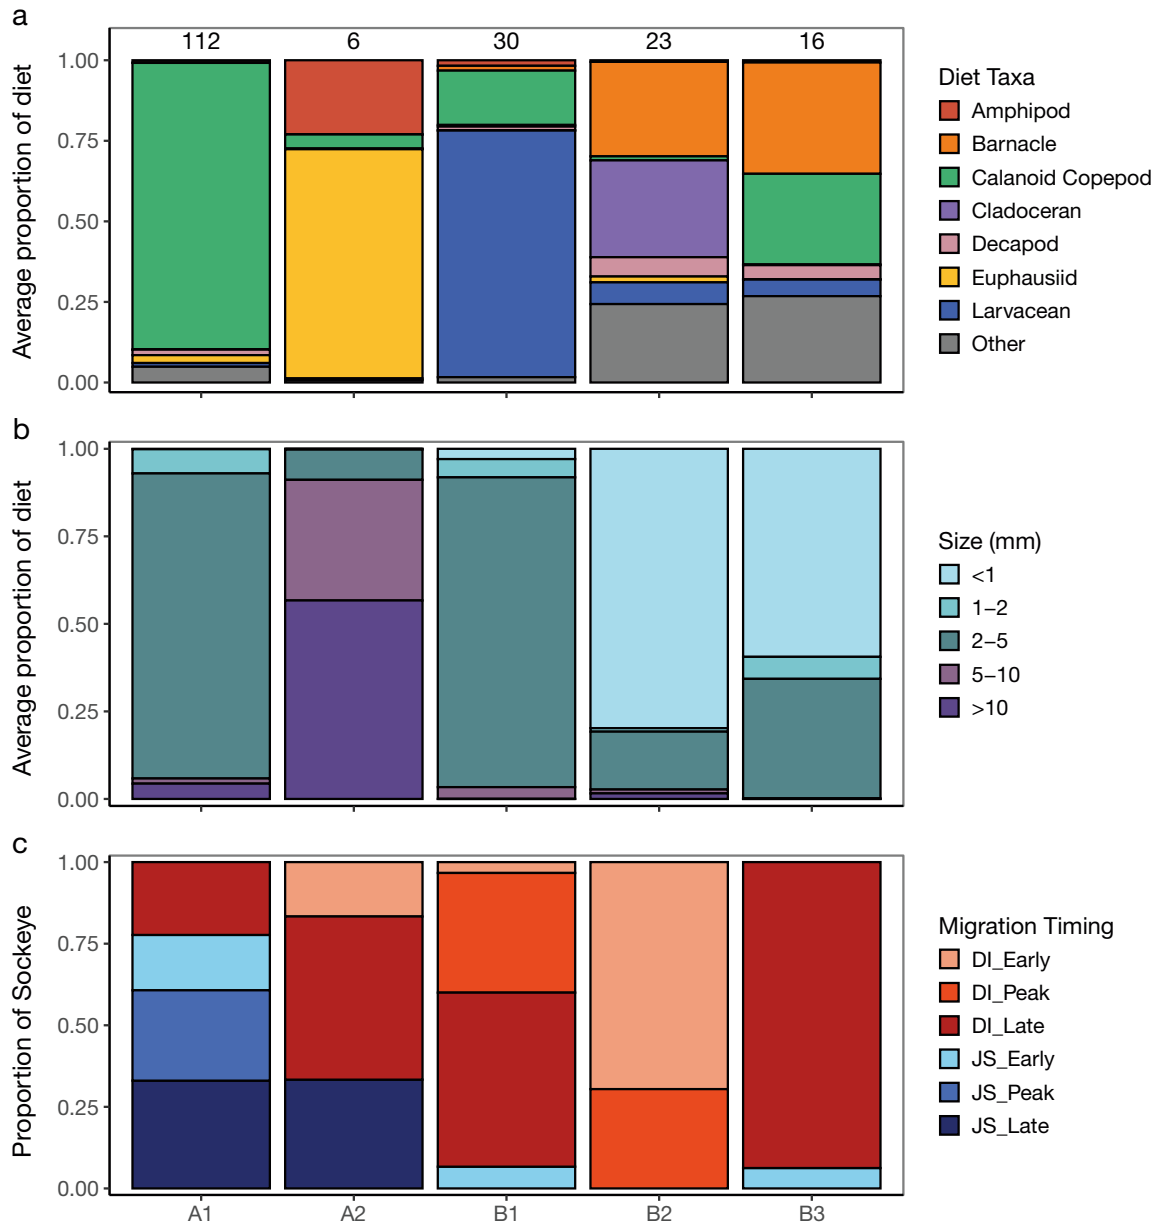 a
112 6 30 23 16
Average proportion of diet
1.00
0.75
0.50
0.25
0.00
Diet Taxa
Amphipod
Barnacle
Calanoid Copepod
Cladoceran
Decapod
Euphausiid
Larvacean
Other
b
Average proportion of diet
1.00
0.75
0.50
0.25
0.00
Size (mm)
<1
1–2
2–5
5–10
>10
c
Proportion of Sockeye
1.00
0.75
0.50
0.25
0.00
Migration Timing
DI_Early
DI_Peak
DI_Late
JS_Early
JS_Peak
JS_Late
A1 A2 B1 B2 B3